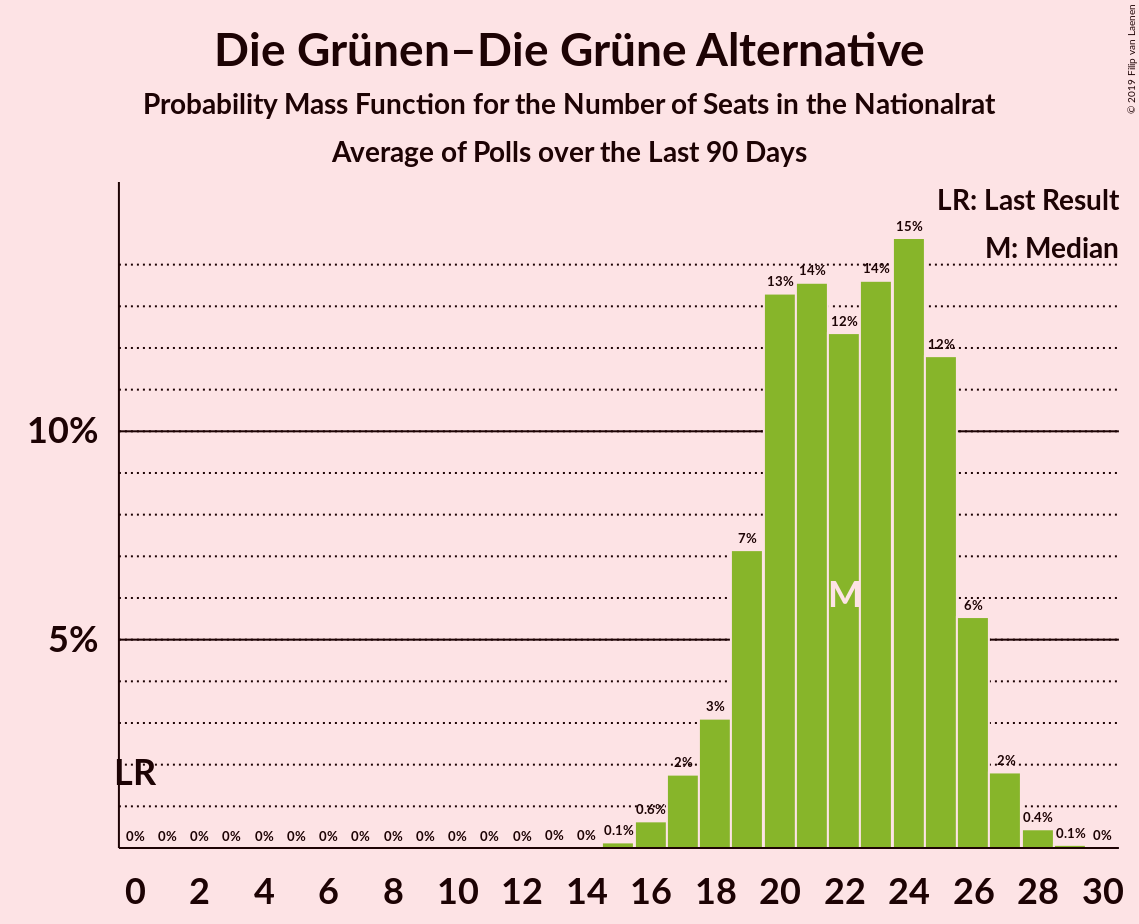 Die Grünen–Die Grüne Alternative
Probability Mass Function for the Number of Seats in the Nationalrat
Average of Polls over the Last 90 Days
© 2019 Filip van Laenen
LR: Last Result
M: Median
15%
14%
14%
13%
12%
12%
10%
7%
M
6%
5%
3%
LR
2%
2%
0.6%
0.4%
0% 0% 0% 0% 0% 0% 0% 0% 0% 0% 0% 0% 0% 0% 0% 0.1% 0.1% 0%
0 2 4 6 8 10 12 14 16 18 20 22 24 26 28 30